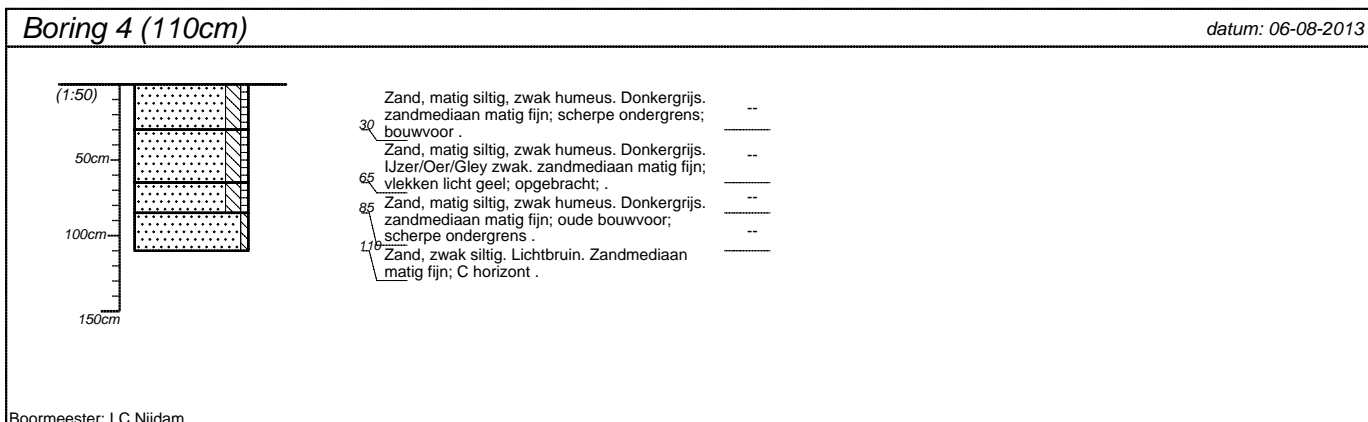 Boring 4 (110cm)
datum: 06-08-2013
(1:50)
50cm
100cm
150cm
Zand, matig siltig, zwak humeus. Donkergrijs.
zandmediaan matig fijn; scherpe ondergrens;
bouwvoor .
30
--
Zand, matig siltig, zwak humeus. Donkergrijs.
IJzer/Oer/Gley zwak. zandmediaan matig fijn;
vlekken licht geel; opgebracht; .
65
--
Zand, matig siltig, zwak humeus. Donkergrijs.
zandmediaan matig fijn; oude bouwvoor;
scherpe ondergrens .
85
--
Zand, zwak siltig. Lichtbruin. Zandmediaan
matig fijn; C horizont .
110
--
Boormeester: LC Nijdam